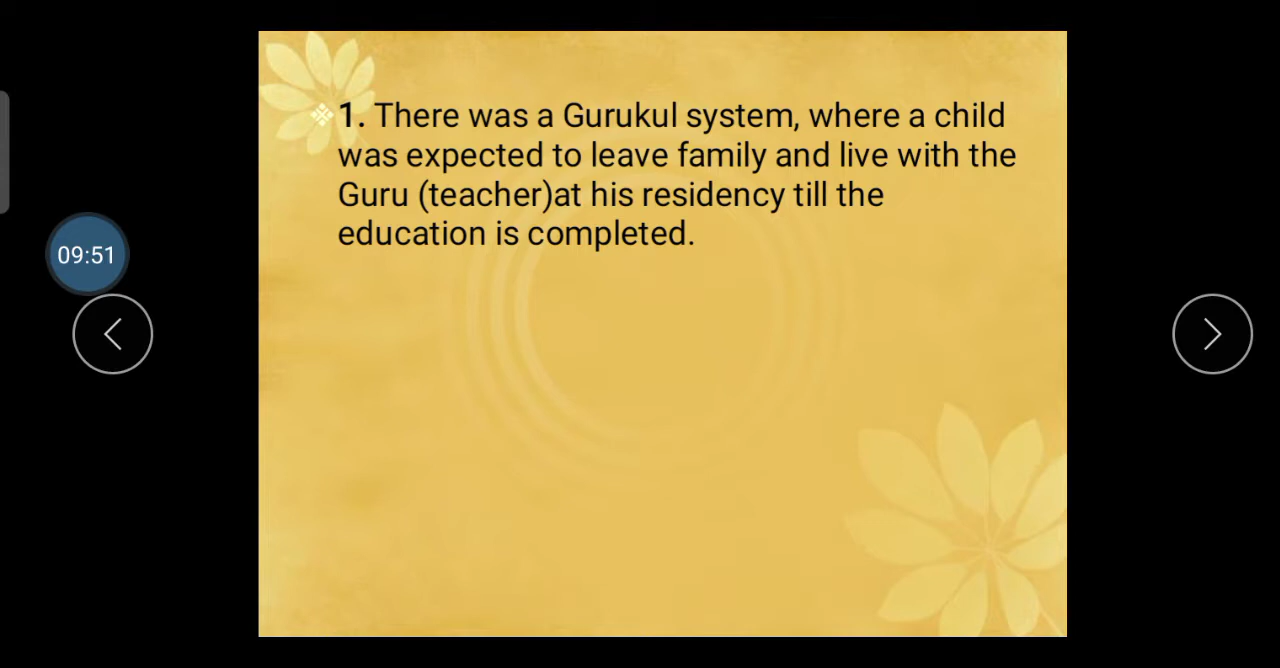 1. There was a Gurukul system, where a child
was expected to leave family and live with the
Guru (teacher)at his residency till the
education is completed.
09:51